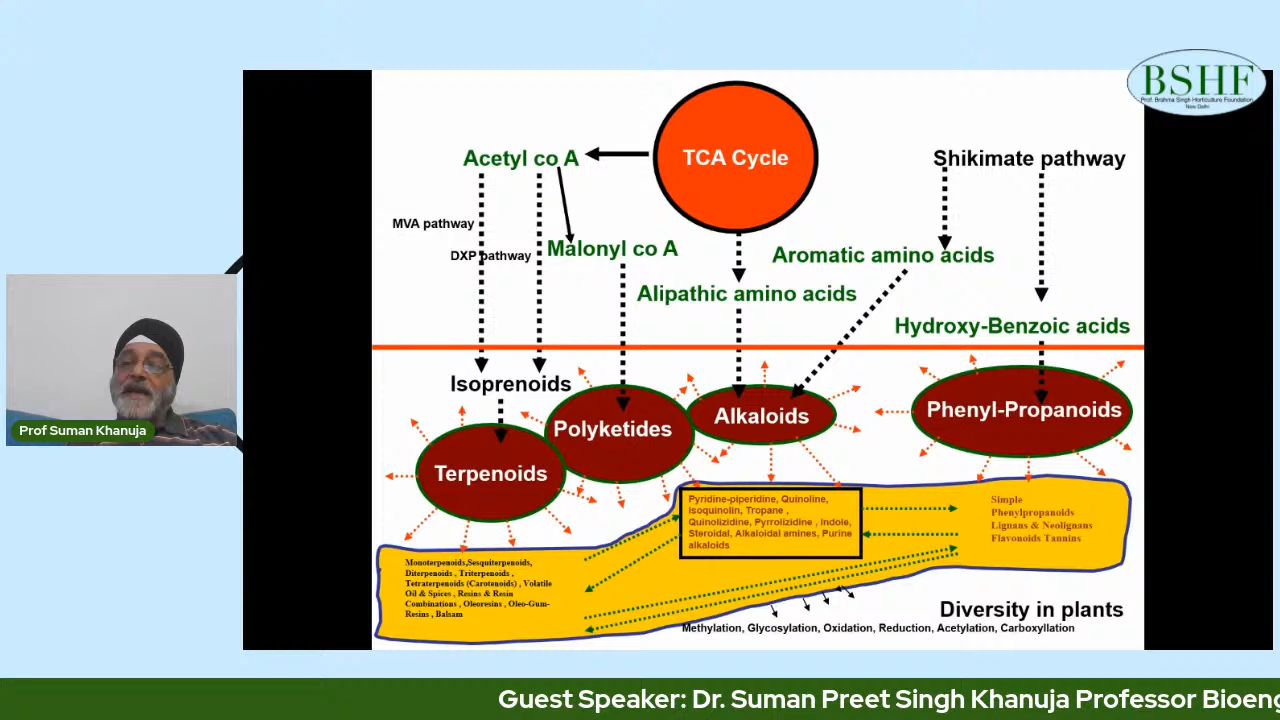 BSHF
Prof. Brahma Singh Horticulture Foundation
New Delhi
TCA Cycle
Acetyl co A
Shikimate pathway
MVA pathway
DXP pathway
Malonyl co A
Aromatic amino acids
Alipathic amino acids
Hydroxy-Benzoic acids
Isoprenoids
Terpenoids
Polyketides
Alkaloids
Phenyl-Propanoids
Pyridine-piperidine, Quinoline,
Isoquinolin, Tropane ,
Quinolizidine, Pyrrolizidine , Indole,
Steroidal, Alkaloidal amines, Purine
alkaloids
Simple
Phenylpropanoids
Lignans & Neolignans
Flavonoids Tannins
Monoterpenoids,Sesquiterpenoids,
Diterpenoids , Triterpenoids ,
Tetraterpenoids (Carotenoids) , Volatile
Oil & Spices , Resins & Resin
Combinations , Oleoresins , Oleo-Gum-
Resins , Balsam
Diversity in plants
Methylation, Glycosylation, Oxidation, Reduction, Acetylation, Carboxyllation
Prof Suman Khanuja
Guest Speaker: Dr. Suman Preet Singh Khanuja Professor Bioeng